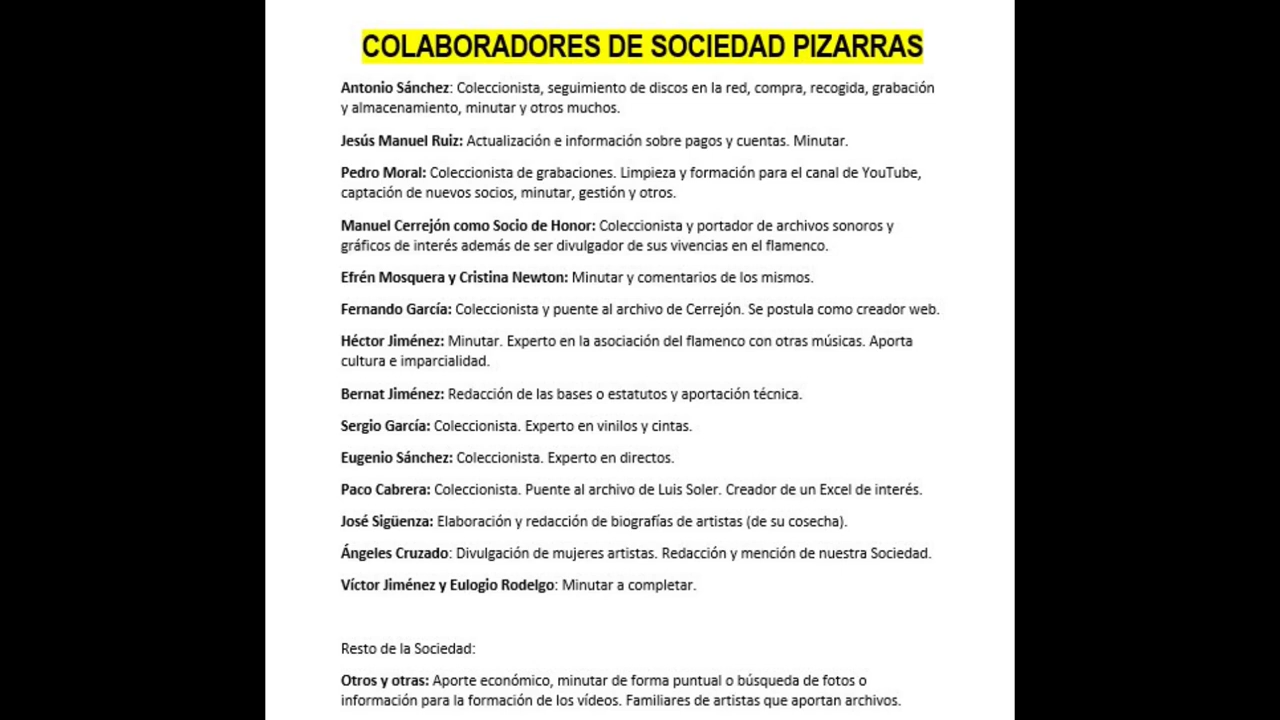 COLABORADORES DE SOCIEDAD PIZARRAS
Antonio Sánchez: Coleccionista, seguimiento de discos en la red, compra, recogida, grabación
y almacenamiento, minutar y otros muchos.
Jesús Manuel Ruiz: Actualización e información sobre pagos y cuentas. Minutar.
Pedro Moral: Coleccionista de grabaciones. Limpieza y formación para el canal de YouTube,
captación de nuevos socios, minutar, gestión y otros.
Manuel Cerrejón como Socio de Honor: Coleccionista y portador de archivos sonoros y
gráficos de interés además de ser divulgador de sus vivencias en el flamenco.
Efrén Mosquera y Cristina Newton: Minutar y comentarios de los mismos.
Fernando García: Coleccionista y puente al archivo de Cerrejón. Se postula como creador web.
Héctor Jiménez: Minutar. Experto en la asociación del flamenco con otras músicas. Aporta
cultura e imparcialidad.
Bernat Jiménez: Redacción de las bases o estatutos y aportación técnica.
Sergio García: Coleccionista. Experto en vinilos y cintas.
Eugenio Sánchez: Coleccionista. Experto en directos.
Paco Cabrera: Coleccionista. Puente al archivo de Luis Soler. Creador de un Excel de interés.
José Sigüenza: Elaboración y redacción de biografías de artistas (de su cosecha).
Ángeles Cruzado: Divulgación de mujeres artistas. Redacción y mención de nuestra Sociedad.
Víctor Jiménez y Eulogio Rodelgo: Minutar a completar.
Resto de la Sociedad:
Otros y otras: Aporte económico, minutar de forma puntual o búsqueda de fotos o
información para la formación de los vídeos. Familiares de artistas que aportan archivos.